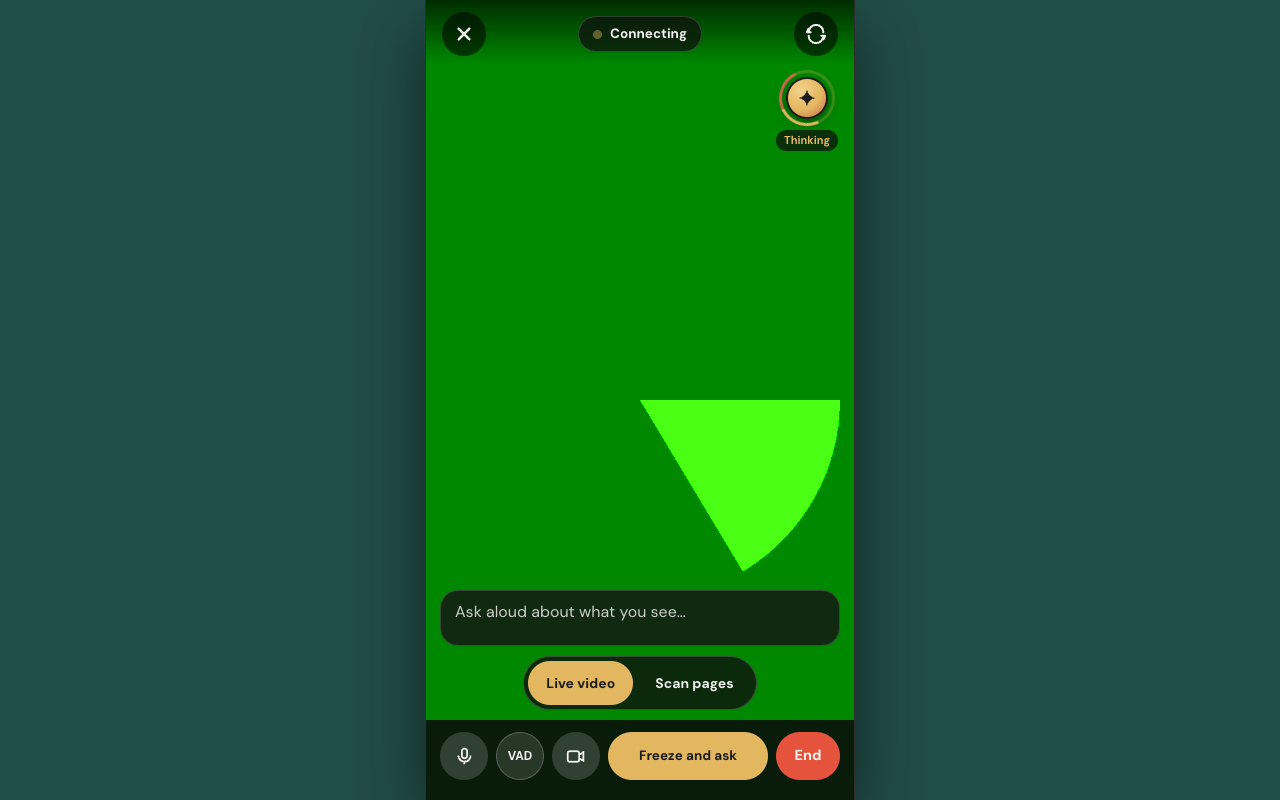 Connecting
Thinking
Ask aloud about what you see...
Live video
Scan pages
VAD
Freeze and ask
End